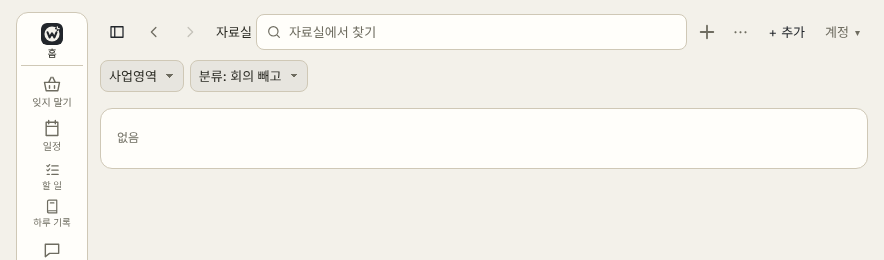 홈
잊지 말기
일정
할 일
하루 기록
자료실
자료실에서 찾기
+ 추가
계정
사업영역
분류: 회의 빼고
없음